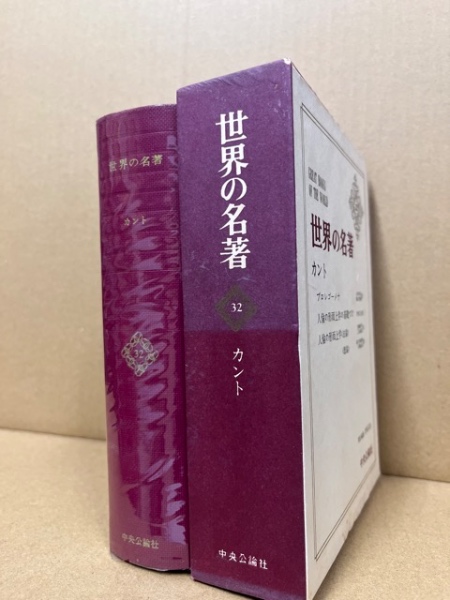 世界の名著
カント
32
中央公論社
世界の名著
32
カント
中央公論社
GREAT BOOKS
OF THE WORLD
世界の名著
カント
プロレゴーメナ
人倫の形而上学の基礎づけ
人倫の形而上学